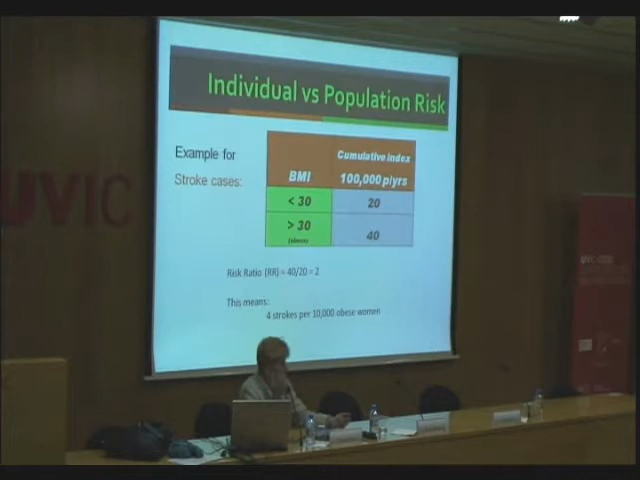 Individual vs Population Risk
Example for
Stroke cases:
Cumulative index
BMI 100,000 p/yrs
< 30 20
> 30 40
(obese)
Risk Ratio (RR) = 40/20 = 2
This means:
4 strokes per 10,000 obese women
UVIC